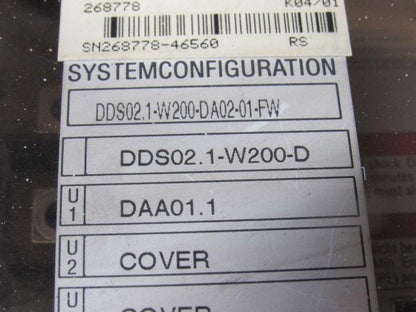 268778 K04/01
SN268778-46560 RS
SYSTEMCONFIGURATION
DDS02.1-W200-DA02-01-FW
DDS02.1-W200-D
U1 DAA01.1
U2 COVER
U COVER